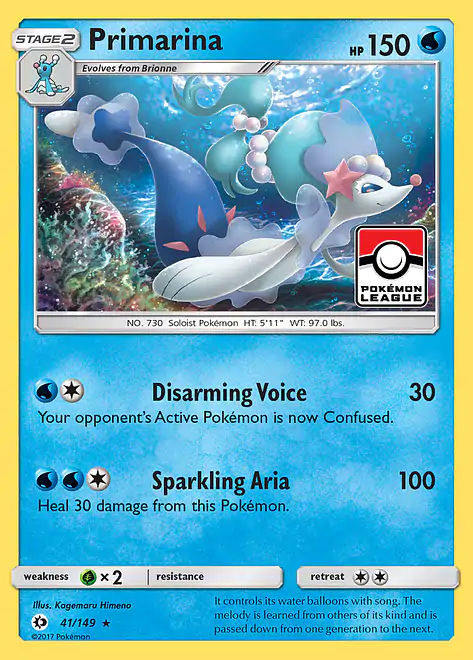 STAGE2 Primarina HP 150
Evolves from Brionne
POKÉMON
LEAGUE
NO. 730 Soloist Pokémon HT: 5'11" WT: 97.0 lbs.
Disarming Voice 30
Your opponent's Active Pokémon is now Confused.
Sparkling Aria 100
Heal 30 damage from this Pokémon.
weakness × 2 resistance retreat
Illus. Kagemaru Himeno
41/149 ★
©2017 Pokémon
It controls its water balloons with song. The
melody is learned from others of its kind and is
passed down from one generation to the next.